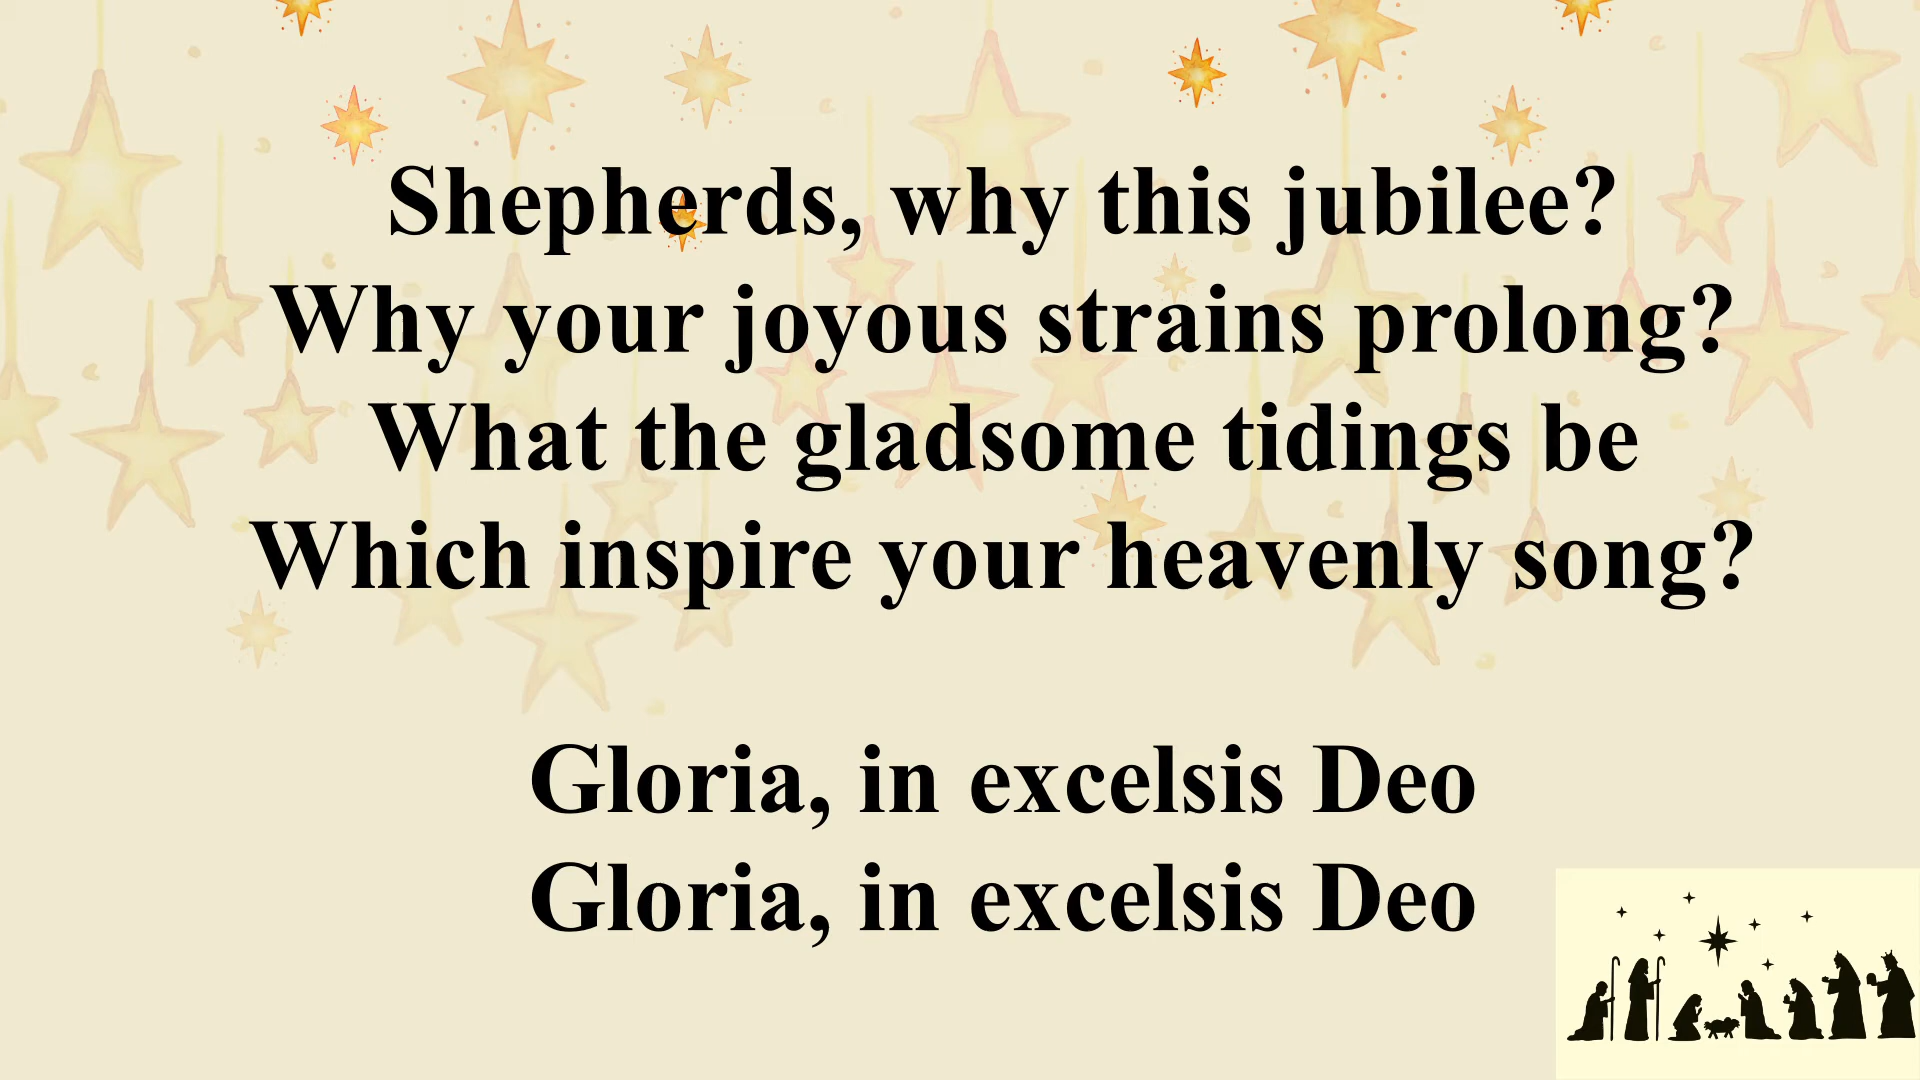 Shepherds, why this jubilee?
Why your joyous strains prolong?
What the gladsome tidings be
Which inspire your heavenly song?
Gloria, in excelsis Deo
Gloria, in excelsis Deo